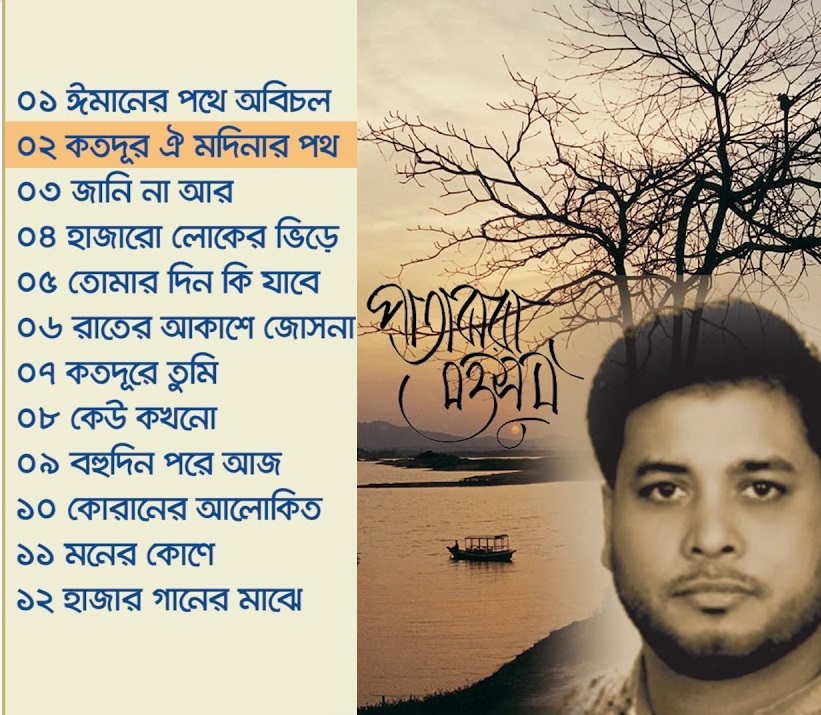 ০১ ঈমানের পথে অবিচল
০২ কতদূর ঐ মদিনার পথ
০৩ জানি না আর
০৪ হাজারো লোকের ভিড়ে
০৫ তোমার দিন কি যাবে
০৬ রাতের আকাশে জোসনা
০৭ কতদূরে তুমি
০৮ কেউ কখনো
০৯ বহুদিন পরে আজ
১০ কোরানের আলোকিত
১১ মনের কোণে
১২ হাজার গানের মাঝে
পাতাঝরা